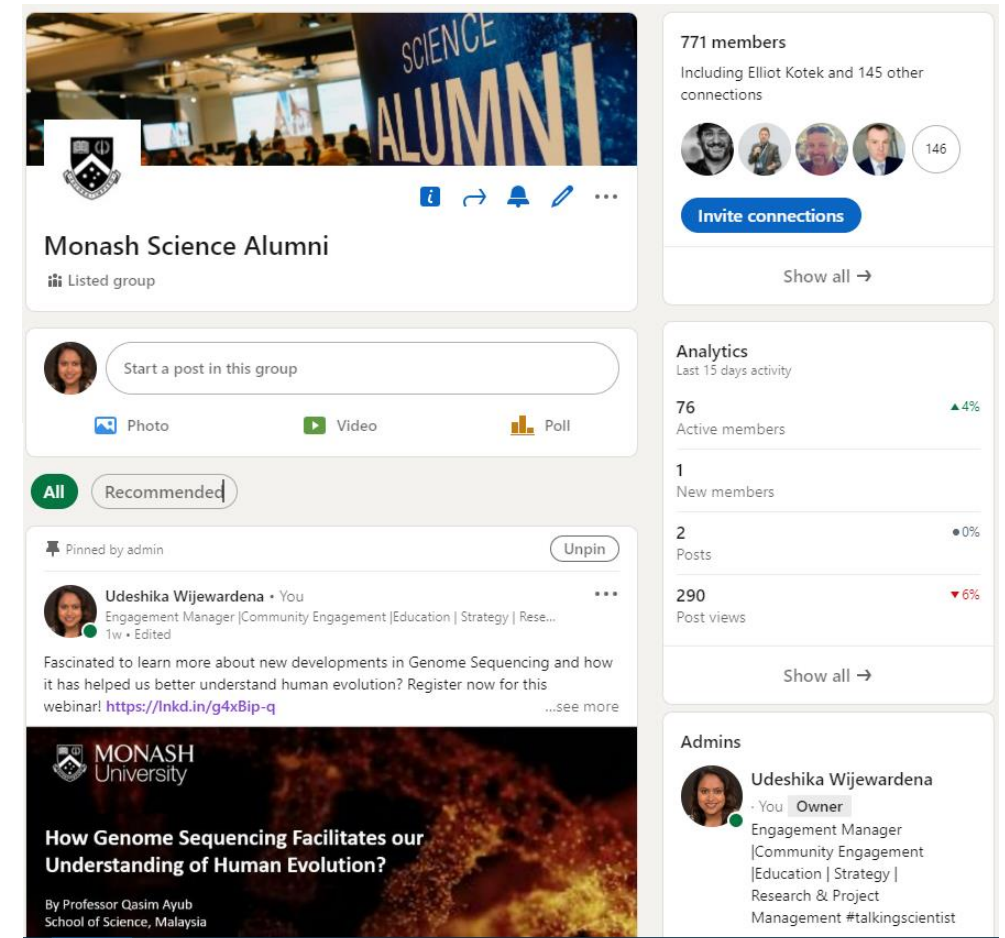 SCIENCE
ALUMNI
Monash Science Alumni
Listed group
Start a post in this group
Photo
Video
Poll
All
Recommended
Pinned by admin
Unpin
Udeshika Wijewardena • You
Engagement Manager |Community Engagement |Education | Strategy | Rese...
1w • Edited
Fascinated to learn more about new developments in Genome Sequencing and how
it has helped us better understand human evolution? Register now for this
webinar! https://lnkd.in/g4xBip-q
...see more
MONASH
University
How Genome Sequencing Facilitates our
Understanding of Human Evolution?
By Professor Qasim Ayub
School of Science, Malaysia
771 members
Including Elliot Kotek and 145 other
connections
146
Invite connections
Show all →
Analytics
Last 15 days activity
76 ▲4%
Active members
1
New members
2 •0%
Posts
290 ▼6%
Post views
Show all →
Admins
Udeshika Wijewardena
· You Owner
Engagement Manager
|Community Engagement
|Education | Strategy |
Research & Project
Management #talkingscientist